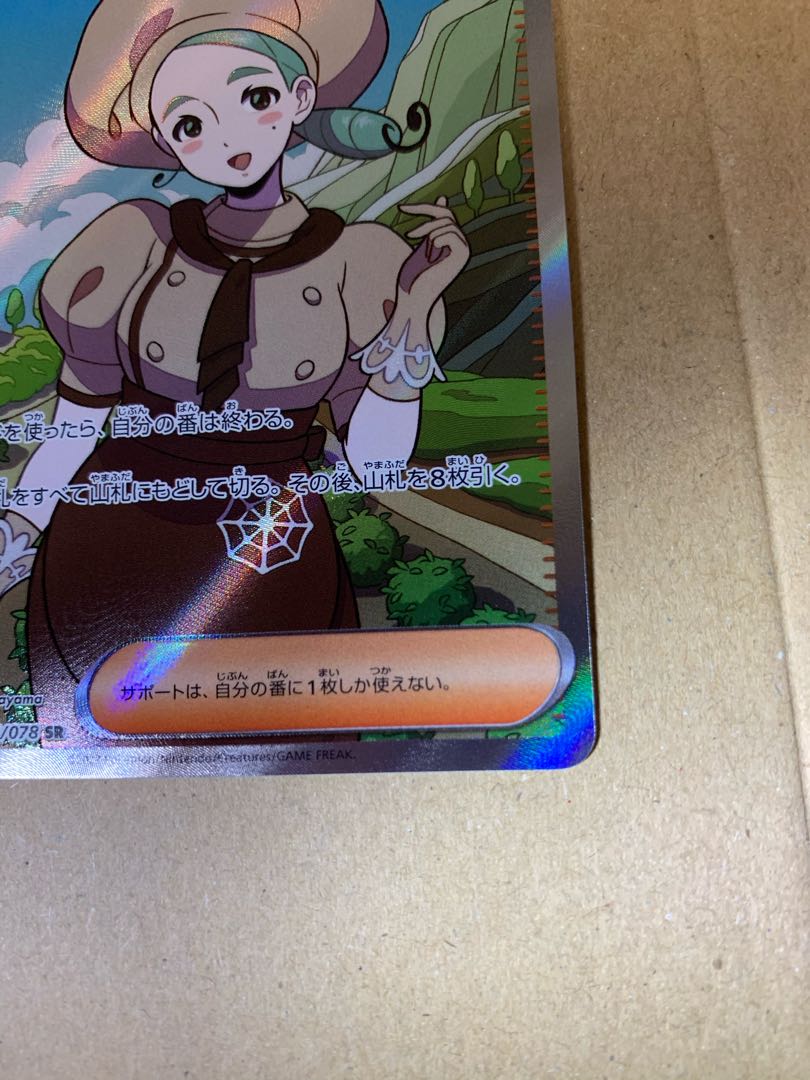 を使ったら、自分の番は終わる。
札をすべて山札にもどして切る。その後、山札を8枚引く。
サポートは、自分の番に1枚しか使えない。
ayama
/078 SR
Nintendo/Creatures/GAME FREAK.